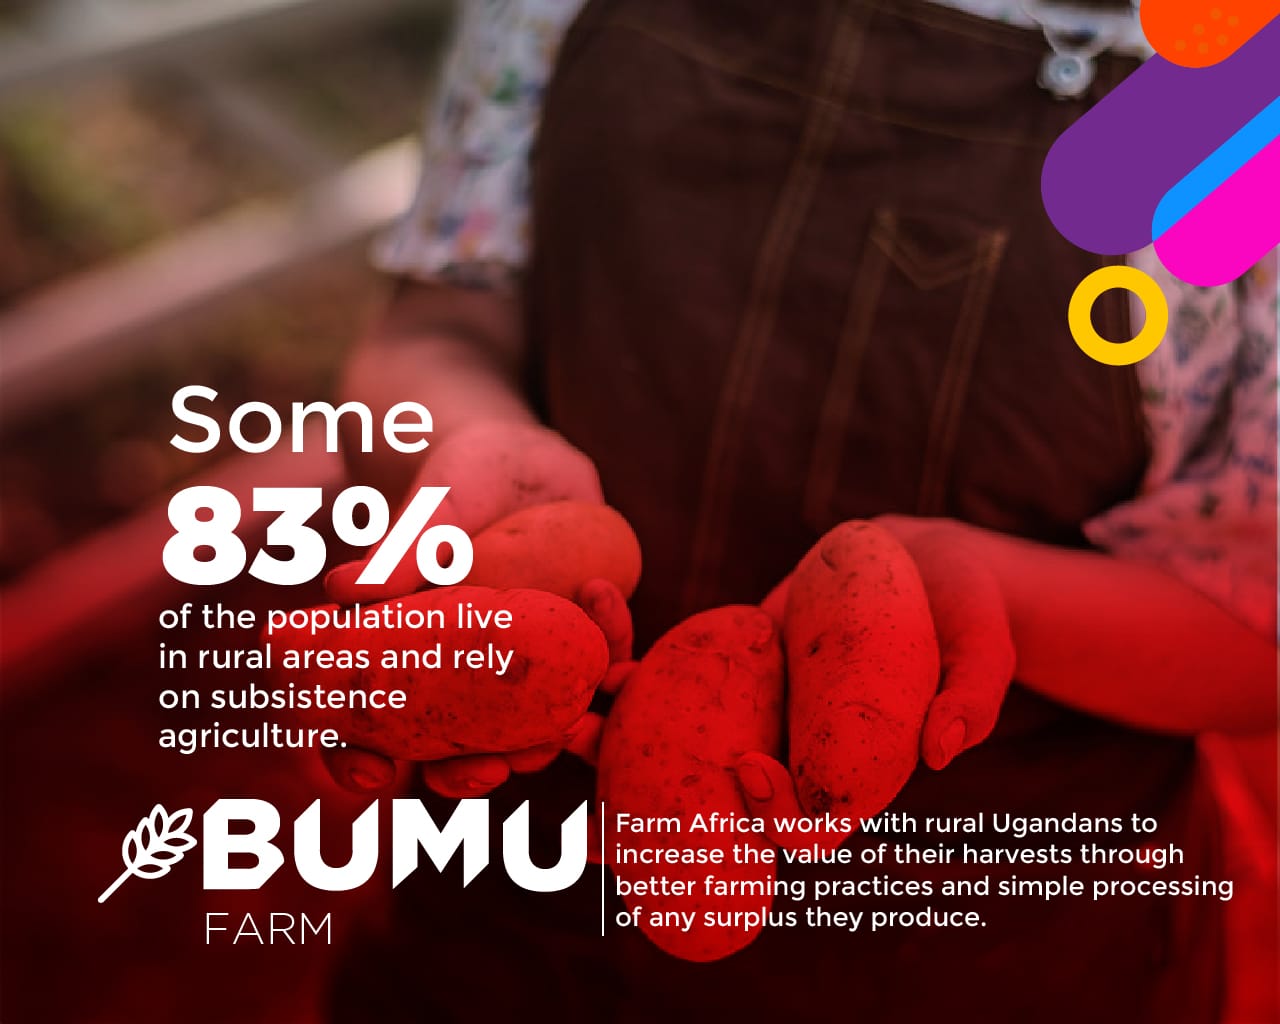 Some
83%
of the population live
in rural areas and rely
on subsistence
agriculture.
BUMU
FARM
Farm Africa works with rural Ugandans to
increase the value of their harvests through
better farming practices and simple processing
of any surplus they produce.